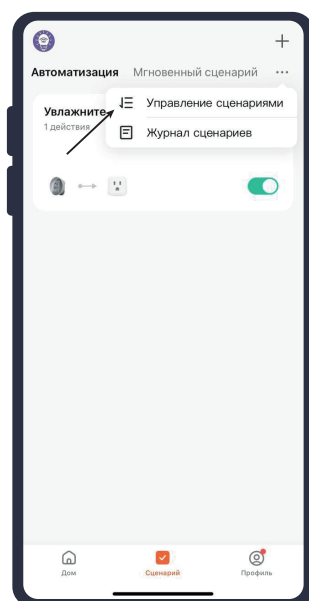 Автоматизация Мгновенный сценарий ...
Увлажните
Управление сценариями
1 действия
Журнал сценариев
Дом Сценарий Профиль